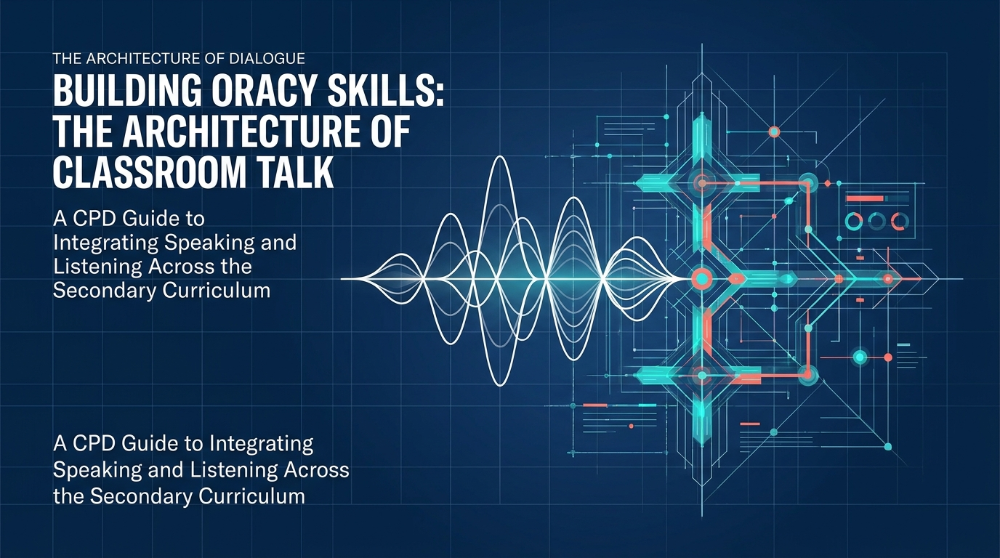 THE ARCHITECTURE OF DIALOGUE
BUILDING ORACY SKILLS:
THE ARCHITECTURE OF
CLASSROOM TALK
A CPD Guide to
Integrating Speaking and
Listening Across the
Secondary Curriculum
A CPD Guide to Integrating
Speaking and Listening Across
the Secondary Curriculum